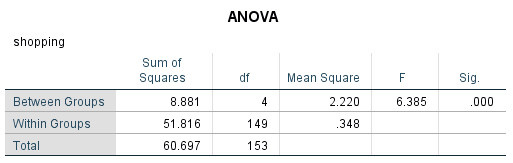 ANOVA
shopping
Sum of Squares df Mean Square F Sig.
Between Groups 8.881 4 2.220 6.385 .000
Within Groups 51.816 149 .348
Total 60.697 153